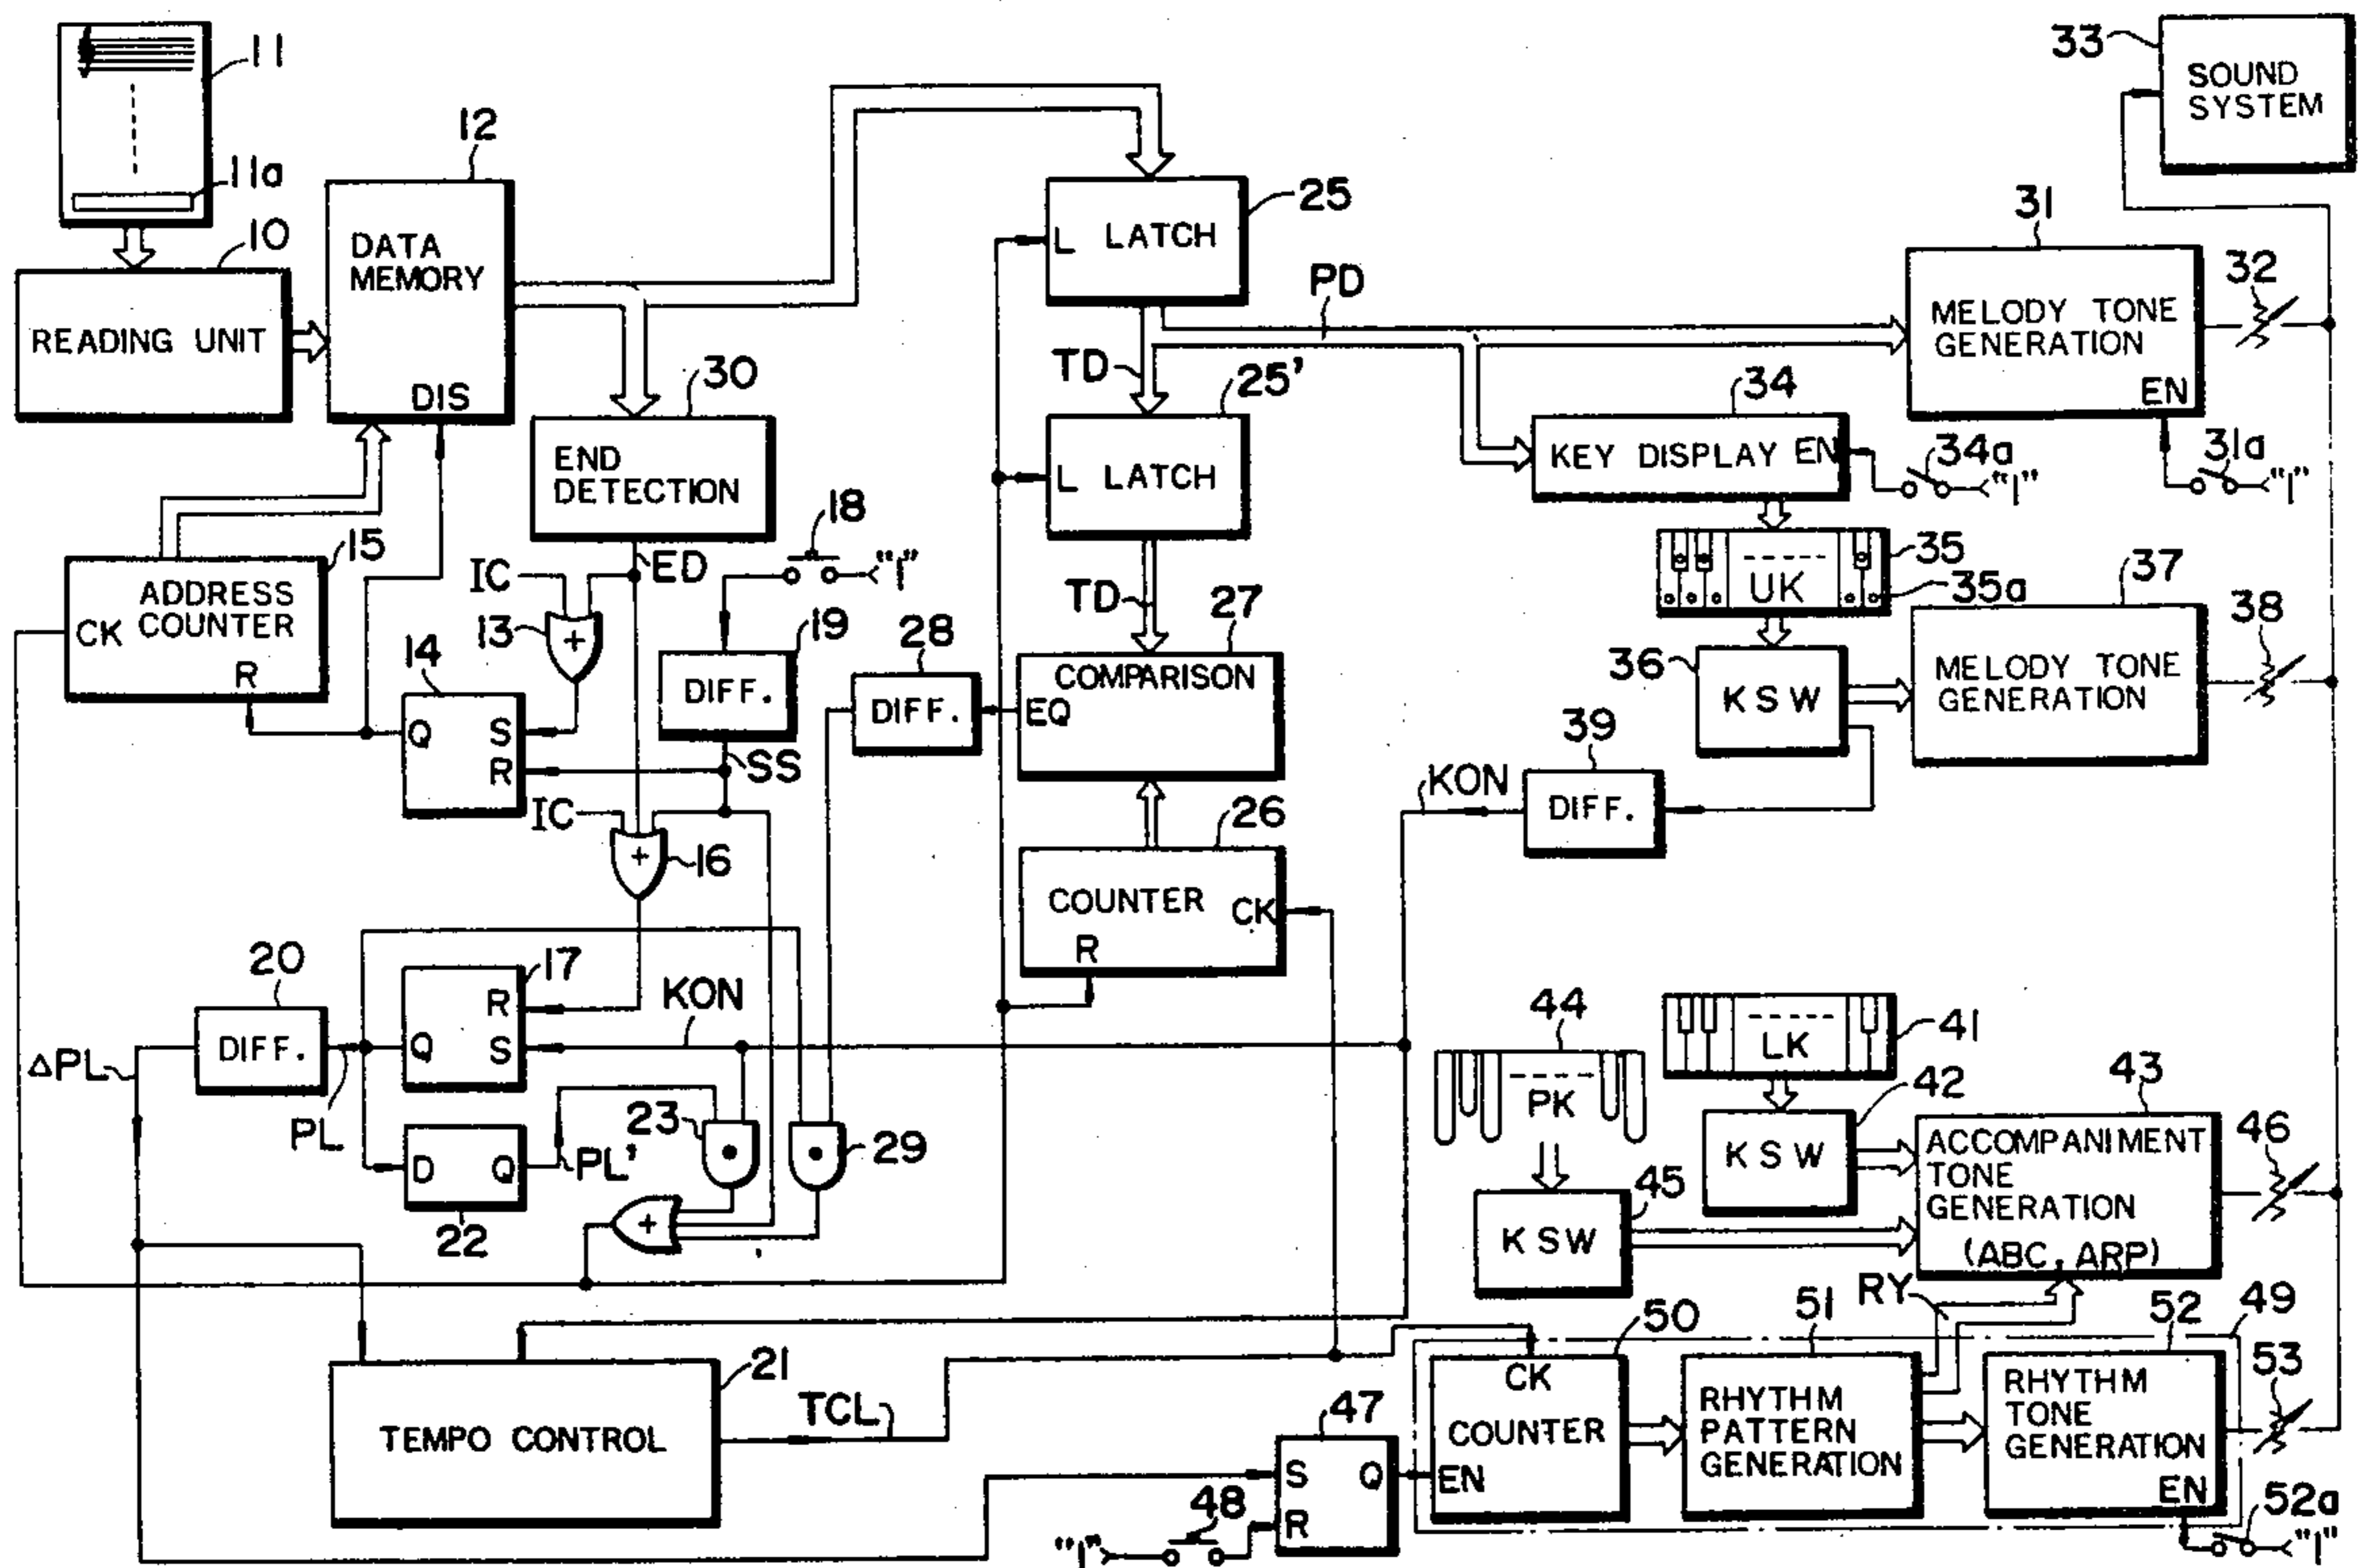 11
11a
10
READING UNIT
12
DATA
MEMORY
DIS
15
ADDRESS
COUNTER
CK
R
30
END
DETECTION
ED
IC
13
18
"1"
19
DIFF.
SS
14
Q
S
R
IC
16
17
R
Q
S
KON
20
DIFF.
ΔPL
PL
D
Q
22
PL'
23
29
+
21
TEMPO CONTROL
TCL
25
L LATCH
PD
TD
25'
L LATCH
TD
27
COMPARISON
EQ
28
DIFF.
26
COUNTER
CK
R
33
SOUND
SYSTEM
31
MELODY TONE
GENERATION
EN
32
31a
"1"
34
KEY DISPLAY EN
34a
"1"
35
UK
35a
36
KSW
37
MELODY TONE
GENERATION
38
39
DIFF.
KON
44
PK
41
LK
42
KSW
45
KSW
43
ACCOMPANIMENT
TONE
GENERATION
(ABC, ARP)
46
RY
47
S
Q
R
48
"1"
50
CK
COUNTER
EN
51
RHYTHM
PATTERN
GENERATION
52
RHYTHM
TONE
GENERATION
EN
49
53
52a
"1"